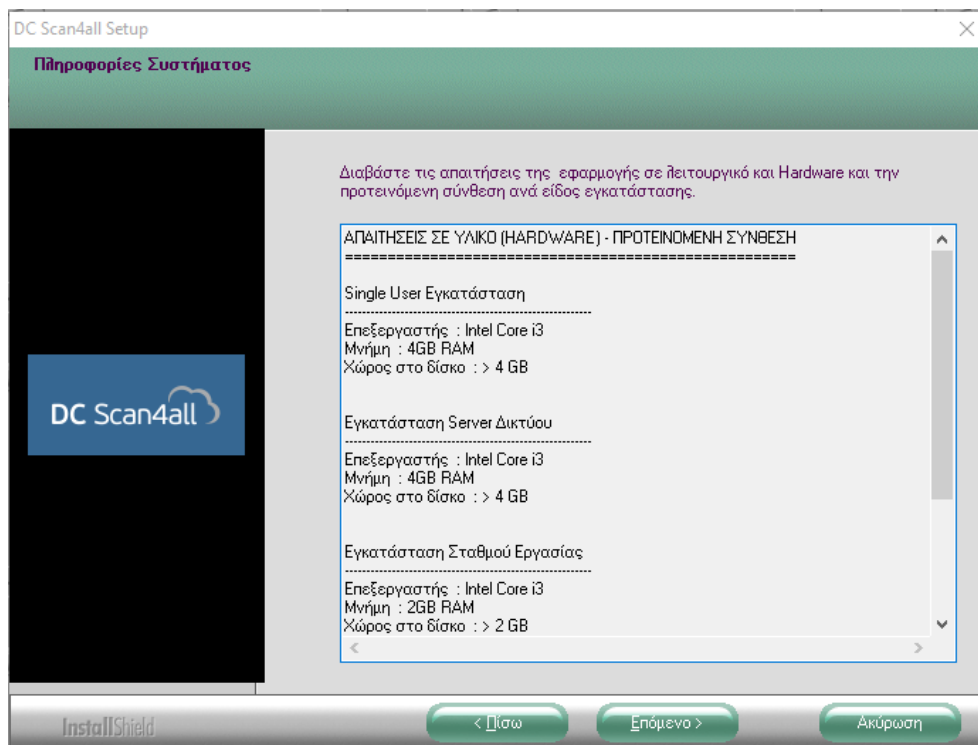 DC Scan4all Setup
Πληροφορίες Συστήματος
Διαβάστε τις απαιτήσεις της εφαρμογής σε λειτουργικό και Hardware και την
προτεινόμενη σύνθεση ανά είδος εγκατάστασης.
ΑΠΑΙΤΗΣΕΙΣ ΣΕ ΥΛΙΚΟ (HARDWARE) - ΠΡΟΤΕΙΝΟΜΕΝΗ ΣΥΝΘΕΣΗ
=====================================================
Single User Εγκατάσταση
----------------------------------------------------------
Επεξεργαστής : Intel Core i3
Μνήμη : 4GB RAM
Χώρος στο δίσκο : > 4 GB
Εγκατάσταση Server Δικτύου
----------------------------------------------------------
Επεξεργαστής : Intel Core i3
Μνήμη : 4GB RAM
Χώρος στο δίσκο : > 4 GB
Εγκατάσταση Σταθμού Εργασίας
----------------------------------------------------------
Επεξεργαστής : Intel Core i3
Μνήμη : 2GB RAM
Χώρος στο δίσκο : > 2 GB
DC Scan4all
InstallShield
< Πίσω
Επόμενο >
Ακύρωση